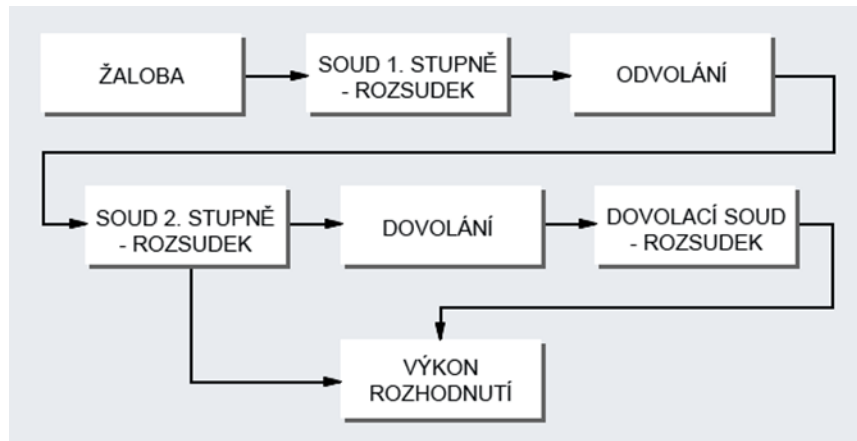 ŽALOBA
SOUD 1. STUPNĚ
- ROZSUDEK
ODVOLÁNÍ
SOUD 2. STUPNĚ
- ROZSUDEK
DOVOLÁNÍ
DOVOLACÍ SOUD
- ROZSUDEK
VÝKON
ROZHODNUTÍ